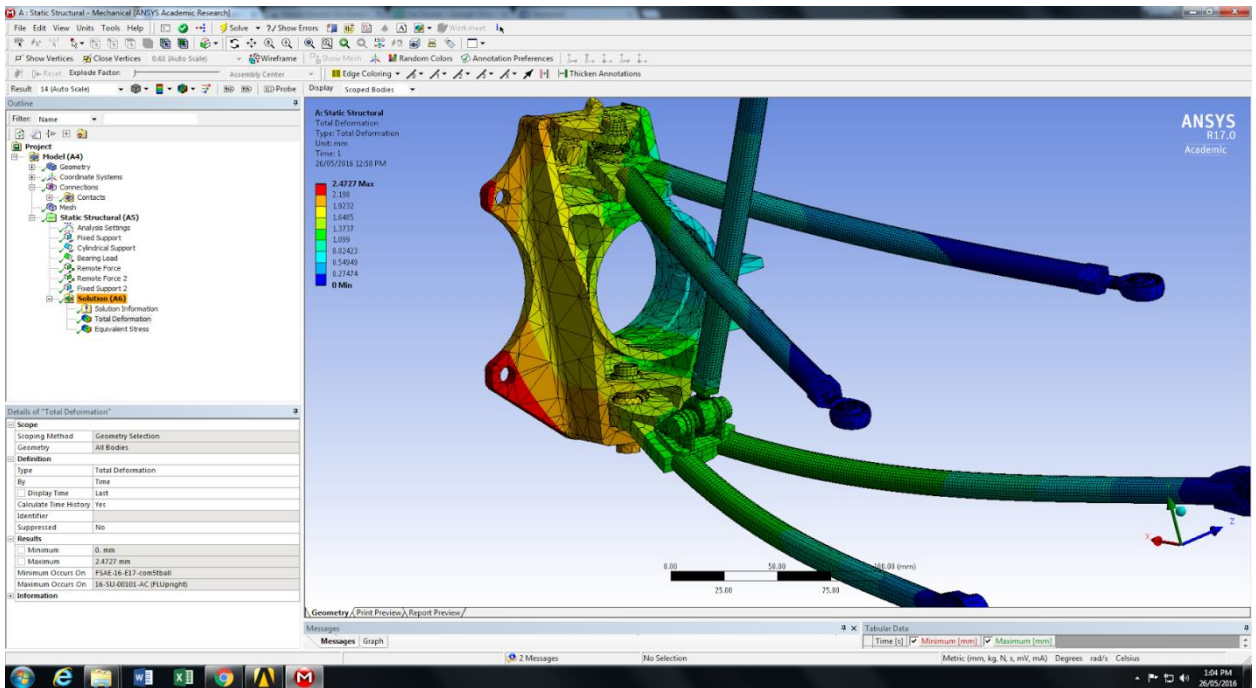 A : Static Structural - Mechanical [ANSYS Academic Research]
File Edit View Units Tools Help Solve ?/ Show Errors Worksheet
Show Vertices Close Vertices 0.61 (Auto Scale) Wireframe Show Mesh Random Colors Annotation Preferences
Reset Explode Factor: Assembly Center Edge Coloring Thicken Annotations
Result 14 (Auto Scale) Probe Display Scoped Bodies
Outline
Filter: Name
Project
Model (A4)
Geometry
Coordinate Systems
Connections
Contacts
Mesh
Static Structural (A5)
Analysis Settings
Fixed Support
Cylindrical Support
Bearing Load
Remote Force
Remote Force 2
Fixed Support 2
Solution (A6)
Solution Information
Total Deformation
Equivalent Stress
Details of "Total Deformation"
Scope
Scoping Method Geometry Selection
Geometry All Bodies
Definition
Type Total Deformation
By Time
Display Time Last
Calculate Time History Yes
Identifier
Suppressed No
Results
Minimum 0. mm
Maximum 2.4727 mm
Minimum Occurs On FSAE-16-E17-com5tball
Maximum Occurs On 16-SU-00101-AC (FLUpright)
Information
A: Static Structural
Total Deformation
Type: Total Deformation
Unit: mm
Time: 1
26/05/2016 12:58 PM
2.4727 Max
2.198
1.9232
1.6485
1.3737
1.099
0.82423
0.54949
0.27474
0 Min
ANSYS
R17.0
Academic
X
Z
0.00 50.00 100.00 (mm)
25.00 75.00
Geometry Print Preview Report Preview
Messages
Messages Graph
Tabular Data
Time [s] Minimum [mm] Maximum [mm]
2 Messages No Selection Metric (mm, kg, N, s, mV, mA) Degrees rad/s Celsius
1:04 PM
26/05/2016